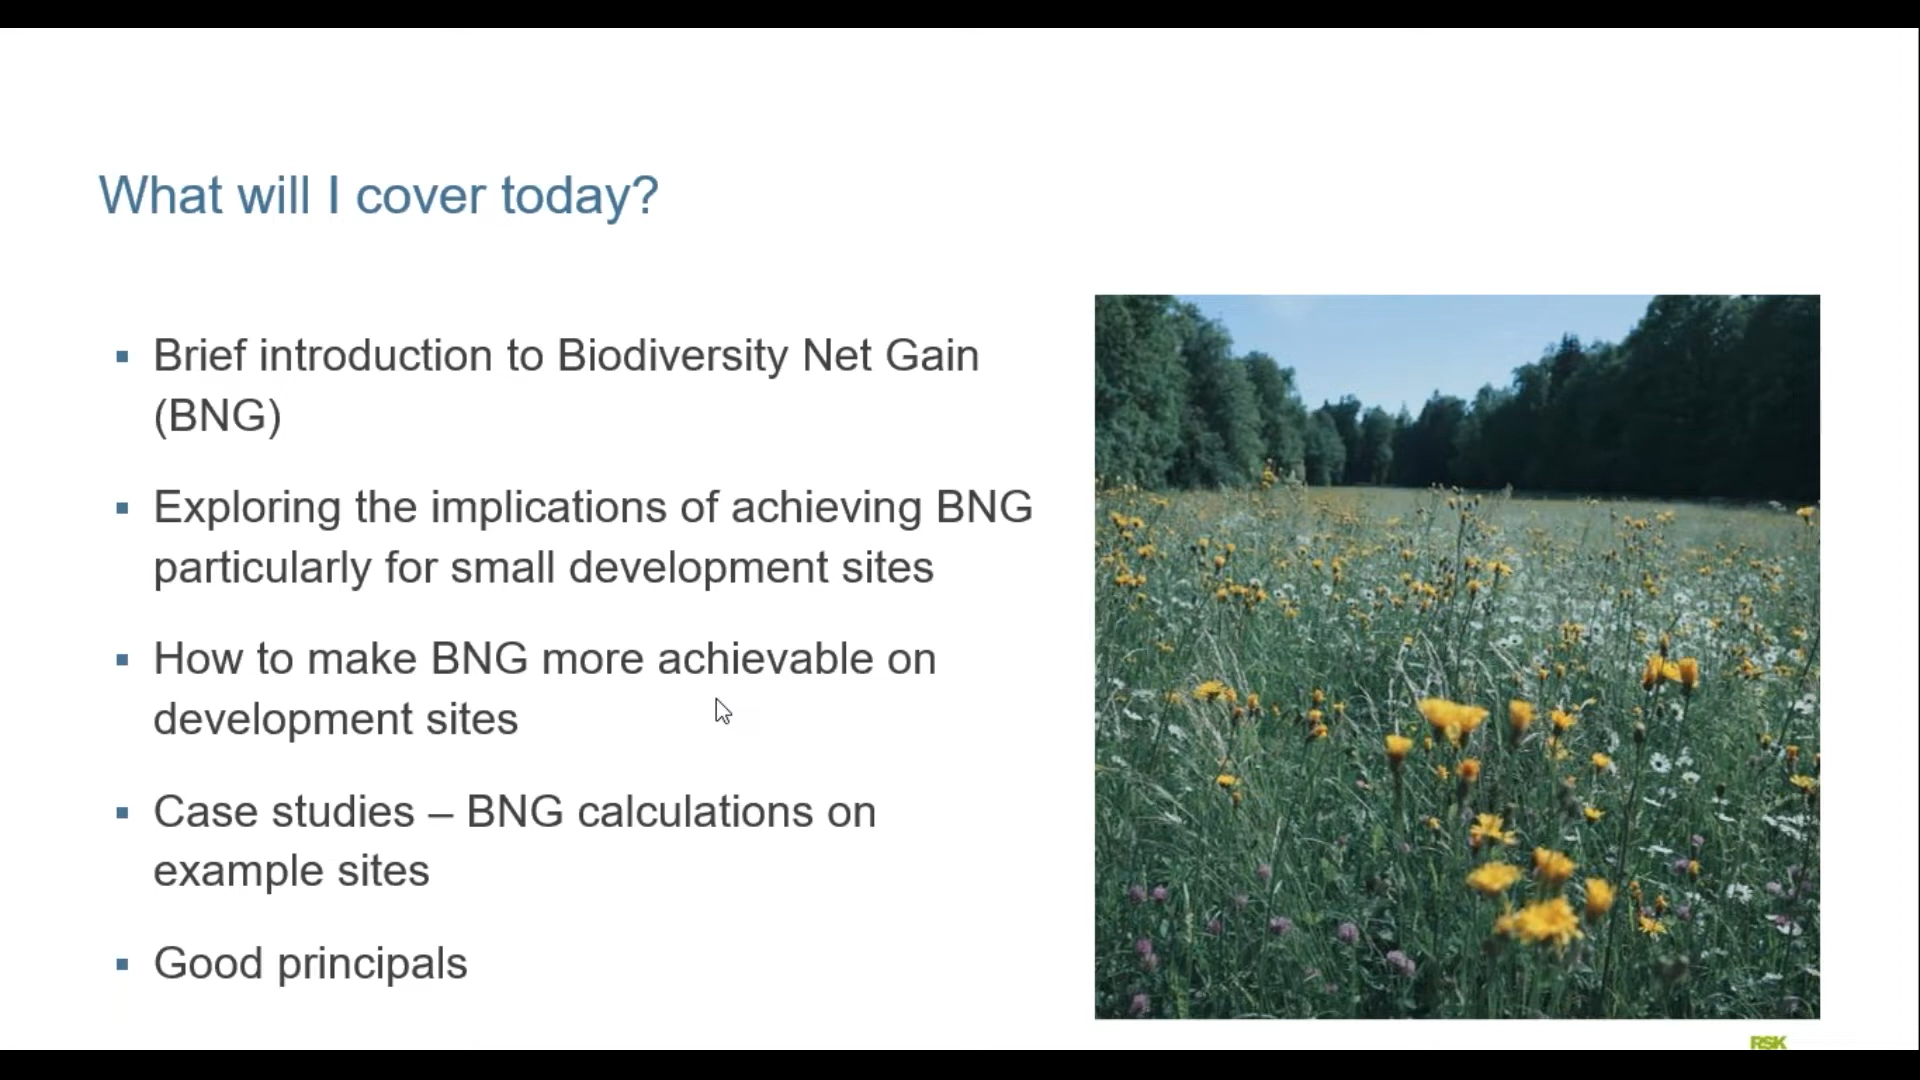 What will I cover today?
▪ Brief introduction to Biodiversity Net Gain
(BNG)
▪ Exploring the implications of achieving BNG
particularly for small development sites
▪ How to make BNG more achievable on
development sites
▪ Case studies – BNG calculations on
example sites
▪ Good principals
RSK